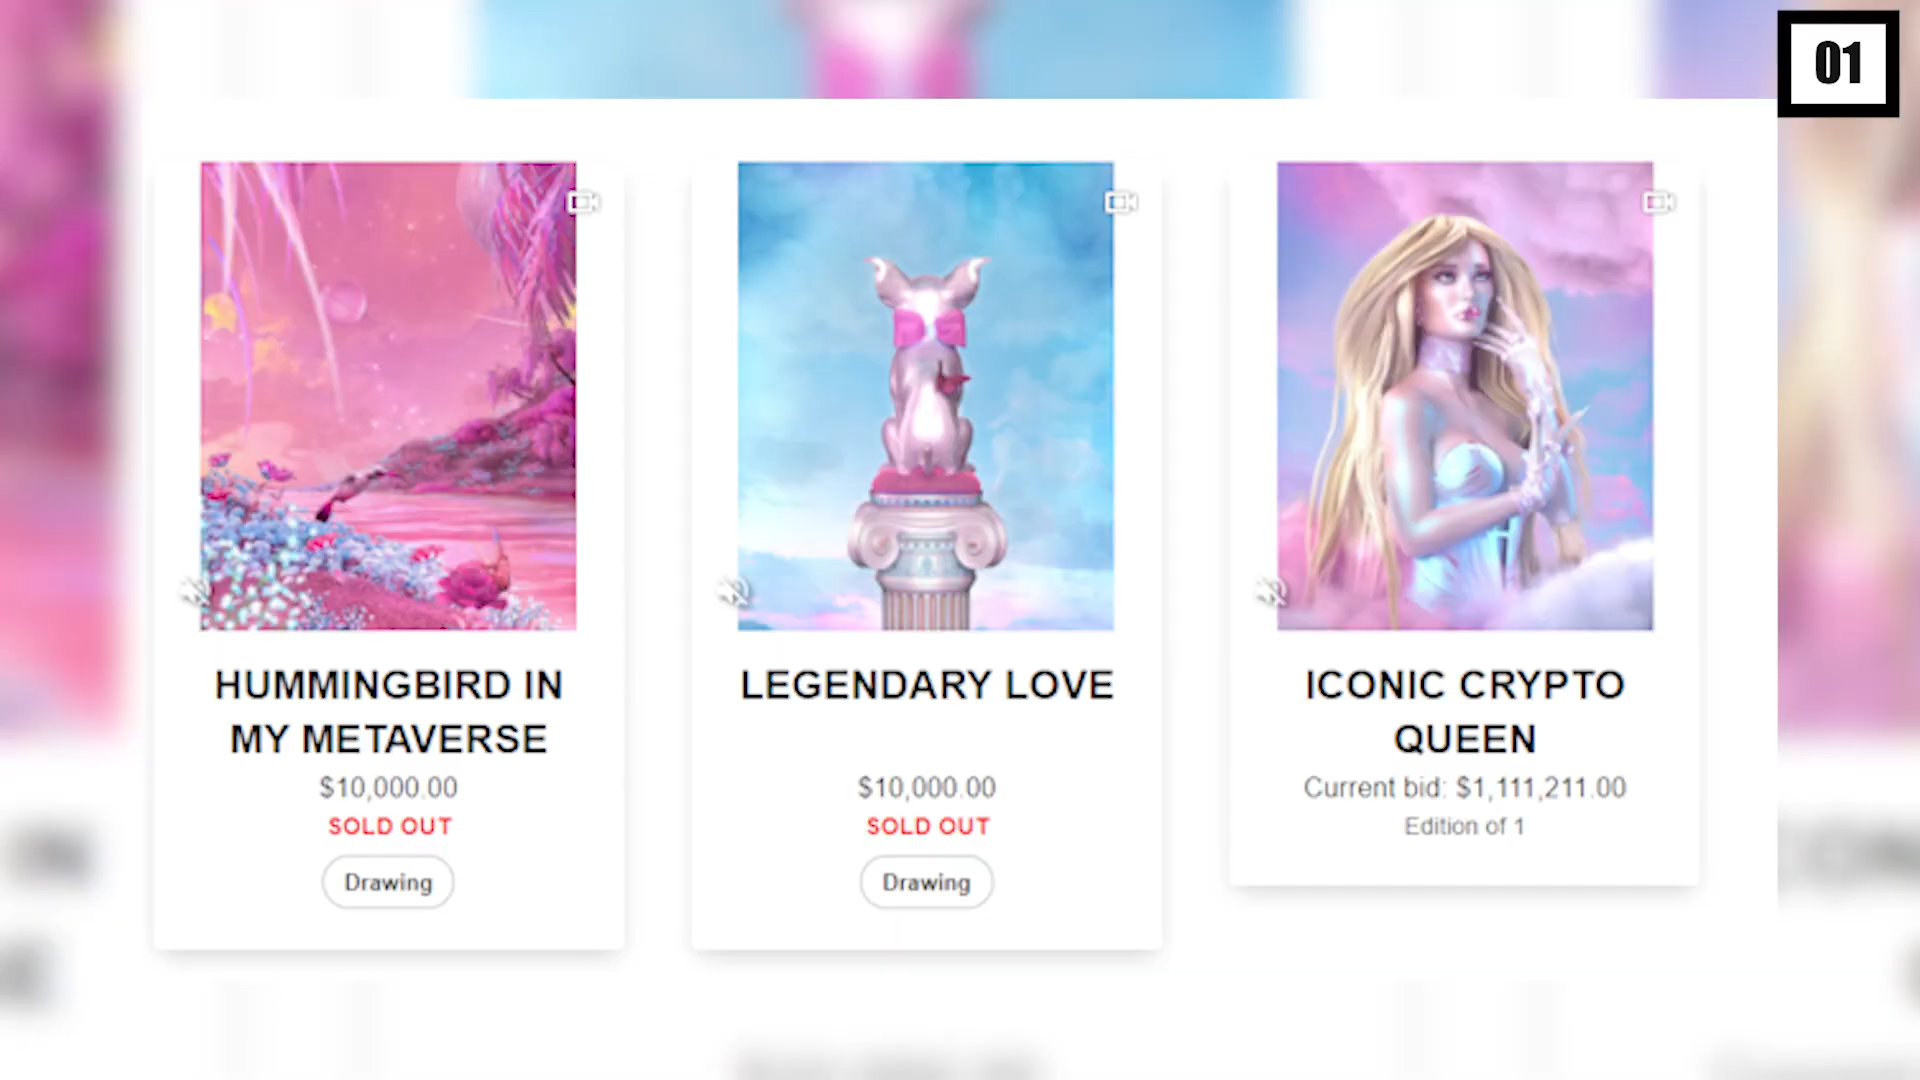 01
HUMMINGBIRD IN
MY METAVERSE
$10,000.00
SOLD OUT
Drawing
LEGENDARY LOVE
$10,000.00
SOLD OUT
Drawing
ICONIC CRYPTO
QUEEN
Current bid: $1,111,211.00
Edition of 1